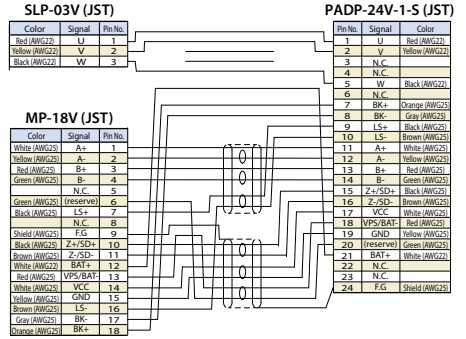 SLP-03V (JST)
Color Signal Pin No.
Red (AWG22) U 1
Yellow (AWG22) V 2
Black (AWG22) W 3
MP-18V (JST)
Color Signal Pin No.
White (AWG25) A+ 1
Yellow (AWG25) A- 2
Red (AWG25) B+ 3
Green (AWG25) B- 4
N.C. 5
Green (AWG25) (reserve) 6
Black (AWG25) LS+ 7
N.C. 8
Shield (AWG25) F.G 9
Black (AWG25) Z+/SD+ 10
Brown (AWG25) Z-/SD- 11
White (AWG22) BAT+ 12
Red (AWG25) VPS/BAT- 13
White (AWG25) VCC 14
Yellow (AWG25) GND 15
Brown (AWG25) LS- 16
Gray (AWG25) BK- 17
Orange (AWG25) BK+ 18
PADP-24V-1-S (JST)
Pin No. Signal Color
1 U Red (AWG22)
2 V Yellow (AWG22)
3 N.C.
4 N.C.
5 W Black (AWG22)
6 N.C.
7 BK+ Orange (AWG25)
8 BK- Gray (AWG25)
9 LS+ Black (AWG25)
10 LS- Brown (AWG25)
11 A+ White (AWG25)
12 A- Yellow (AWG25)
13 B+ Red (AWG25)
14 B- Green (AWG25)
15 Z+/SD+ Black (AWG25)
16 Z-/SD- Brown (AWG25)
17 VCC White (AWG25)
18 VPS/BAT- Red (AWG25)
19 GND Yellow (AWG25)
20 (reserve) Green (AWG25)
21 BAT+ White (AWG22)
22 N.C.
23 N.C.
24 F.G Shield (AWG25)